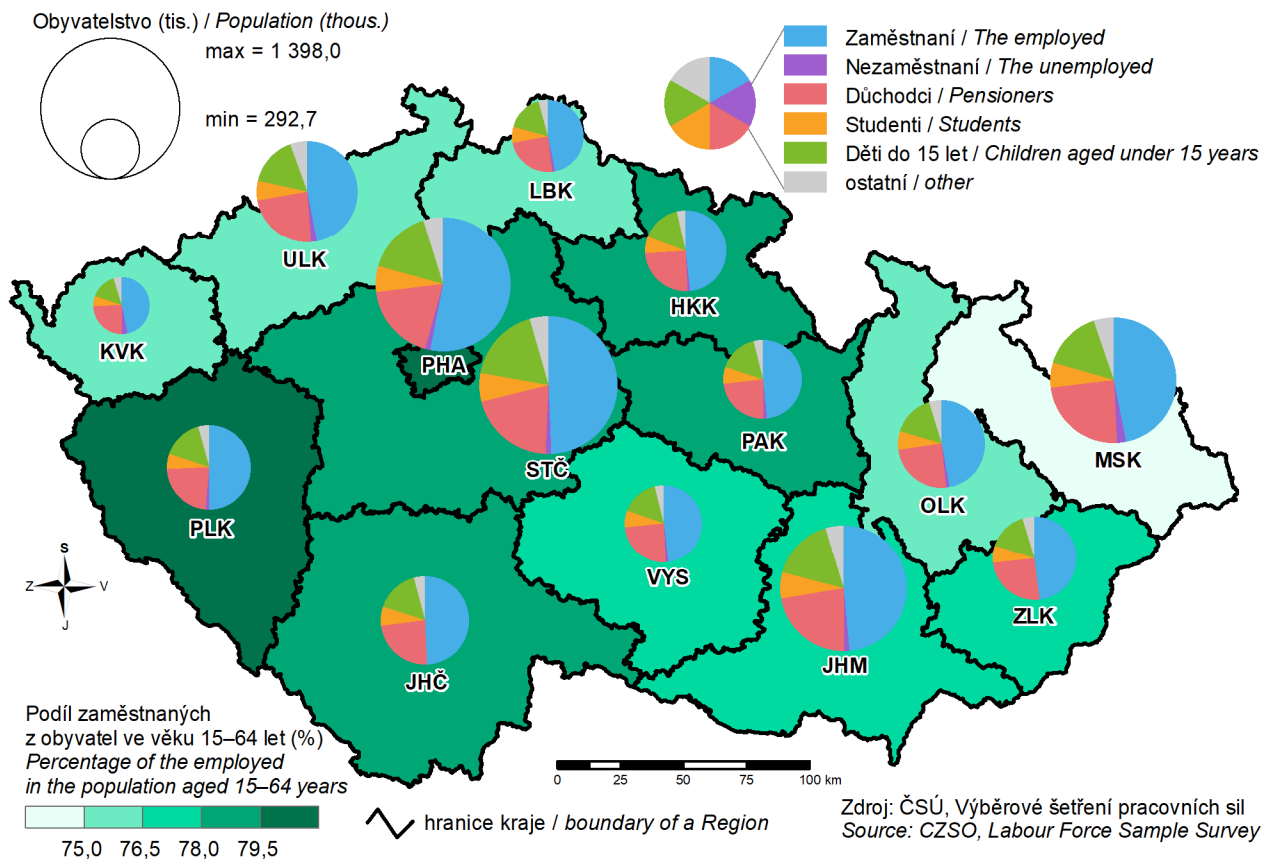 Obyvatelstvo (tis.) / Population (thous.)
max = 1 398,0
min = 292,7
Zaměstnaní / The employed
Nezaměstnaní / The unemployed
Důchodci / Pensioners
Studenti / Students
Děti do 15 let / Children aged under 15 years
ostatní / other
LBK
ULK
HKK
KVK
PHA
PAK
MSK
STČ
OLK
PLK
VYS
ZLK
JHM
JHČ
S
Z V
J
Podíl zaměstnaných
z obyvatel ve věku 15–64 let (%)
Percentage of the employed
in the population aged 15–64 years
75,0 76,5 78,0 79,5
hranice kraje / boundary of a Region
0 25 50 75 100 km
Zdroj: ČSÚ, Výběrové šetření pracovních sil
Source: CZSO, Labour Force Sample Survey